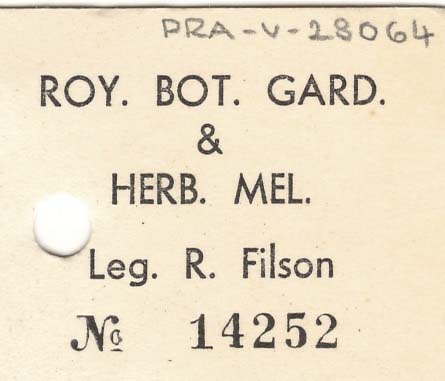 PRA-V-28064
ROY. BOT. GARD.
&
HERB. MEL.
Leg. R. Filson
No 14252